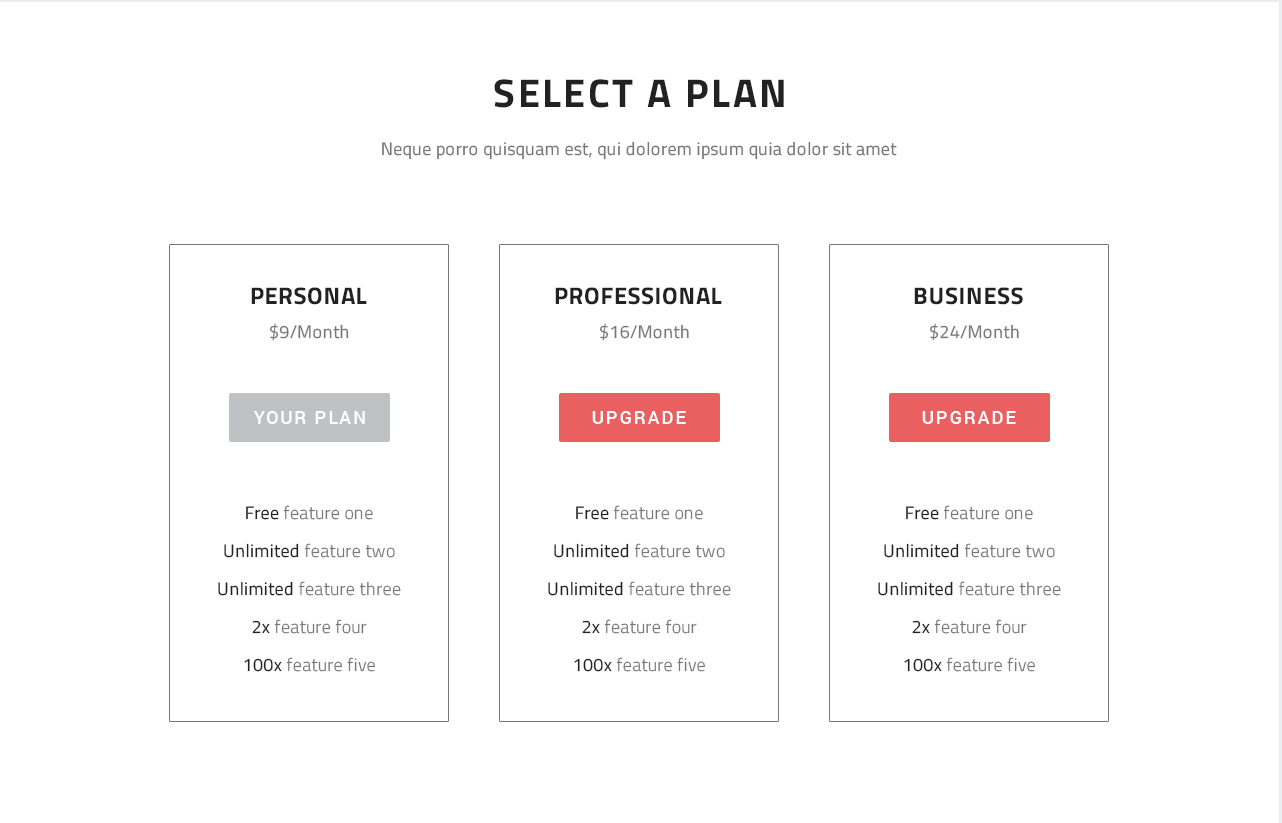 SELECT A PLAN
Neque porro quisquam est, qui dolorem ipsum quia dolor sit amet
PERSONAL
$9/Month
YOUR PLAN
Free feature one
Unlimited feature two
Unlimited feature three
2x feature four
100x feature five
PROFESSIONAL
$16/Month
UPGRADE
Free feature one
Unlimited feature two
Unlimited feature three
2x feature four
100x feature five
BUSINESS
$24/Month
UPGRADE
Free feature one
Unlimited feature two
Unlimited feature three
2x feature four
100x feature five